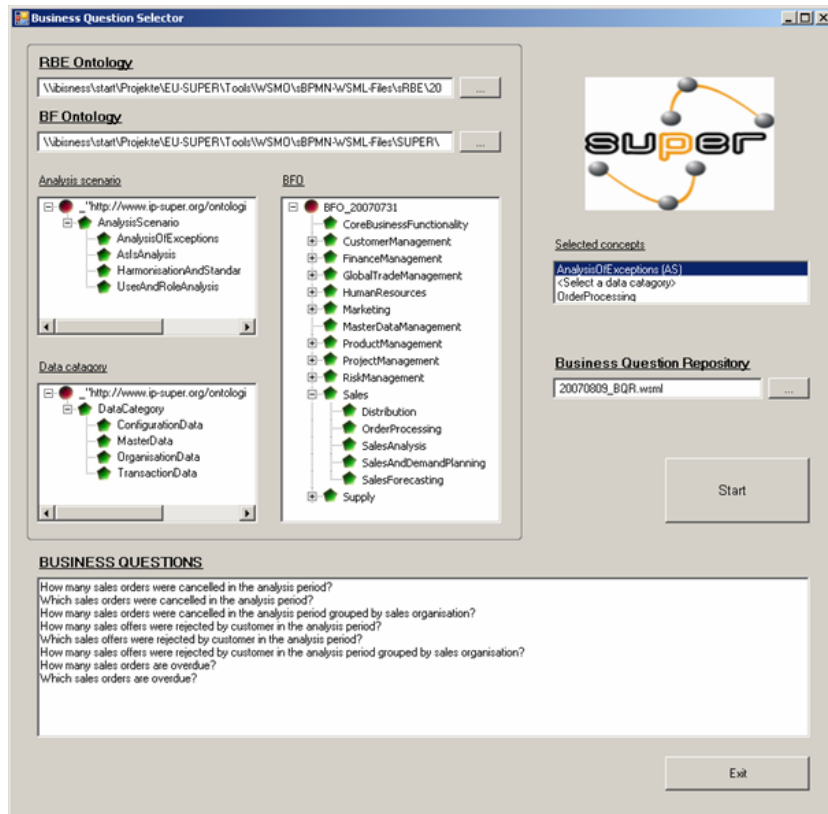 Business Question Selector
RBE Ontology
\\ibisness\start\Projekte\EU-SUPER\Tools\WSMO\sBPMN-WSML-Files\sRBE\20
...
BF Ontology
\\ibisness\start\Projekte\EU-SUPER\Tools\WSMO\sBPMN-WSML-Files\SUPER\
...
Analysis scenario
_"http://www.ip-super.org/ontologi
AnalysisScenario
AnalysisOfExceptions
AsIsAnalysis
HarmonisationAndStandar
UserAndRoleAnalysis
Data catagory
_"http://www.ip-super.org/ontologi
DataCategory
ConfigurationData
MasterData
OrganisationData
TransactionData
BFO
BFO_20070731
CoreBusinessFunctionality
CustomerManagement
FinanceManagement
GlobalTradeManagement
HumanResources
Marketing
MasterDataManagement
ProductManagement
ProjectManagement
RiskManagement
Sales
Distribution
OrderProcessing
SalesAnalysis
SalesAndDemandPlanning
SalesForecasting
Supply
super
Selected concepts
AnalysisOfExceptions (AS)
<Select a data catagory>
OrderProcessing
Business Question Repository
20070809_BQR.wsml
...
Start
BUSINESS QUESTIONS
How many sales orders were cancelled in the analysis period?
Which sales orders were cancelled in the analysis period?
How many sales orders were cancelled in the analysis period grouped by sales organisation?
How many sales offers were rejected by customer in the analysis period?
Which sales offers were rejected by customer in the analysis period?
How many sales offers were rejected by customer in the analysis period grouped by sales organisation?
How many sales orders are overdue?
Which sales orders are overdue?
Exit